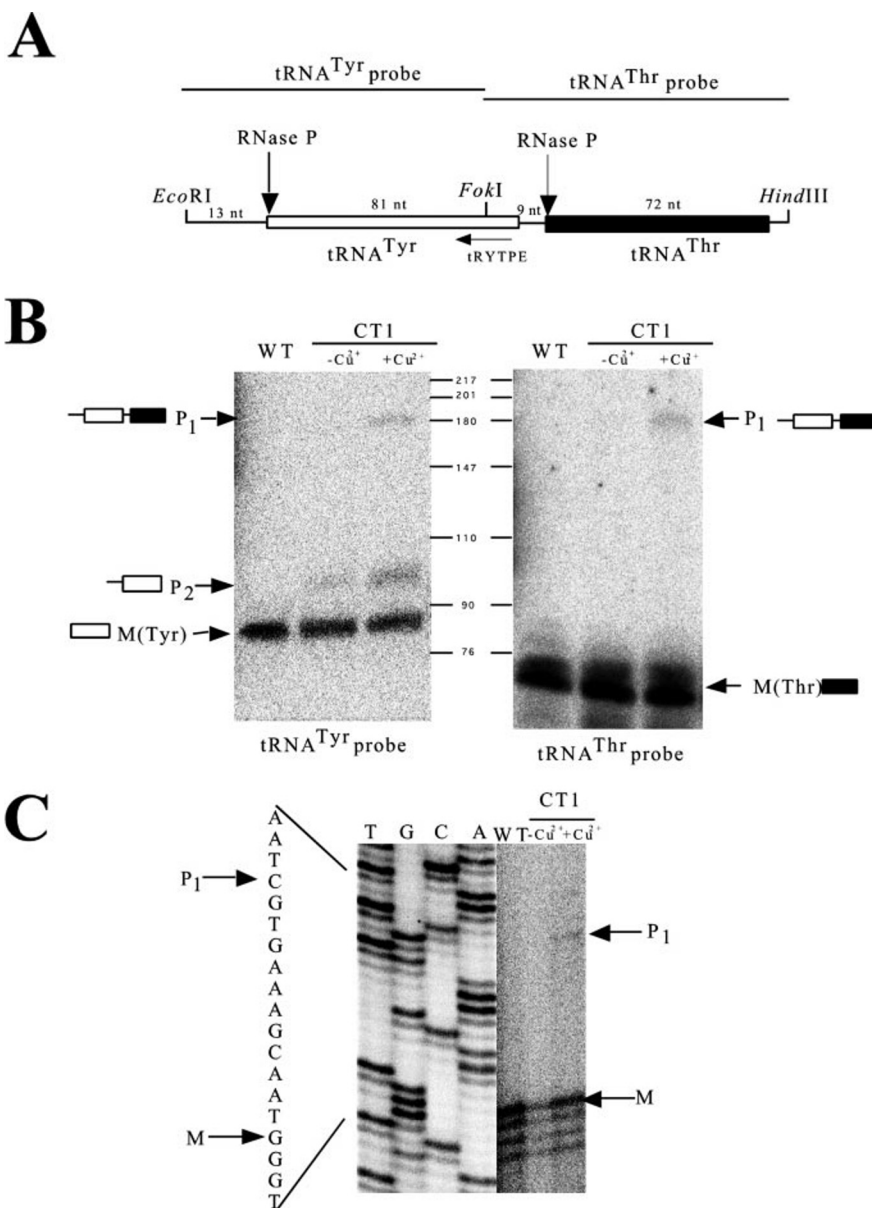 A
tRNATyr probe
tRNAThr probe
RNase P
RNase P
EcoRI
FokI
HindIII
13 nt
81 nt
9 nt
72 nt
tRNATyr
tRYTPE
tRNAThr
B
CT1
CT1
WT
-Cu2+
+Cu2+
WT
-Cu2+
+Cu2+
217
201
P1
180
P1
147
110
P2
90
M(Tyr)
76
M(Thr)
tRNATyr probe
tRNAThr probe
C
CT1
T G C A WT -Cu2+ +Cu2+
A
A
T
P1
C
G
T
G
A
A
A
G
C
A
A
T
M
G
G
G
T
P1
M